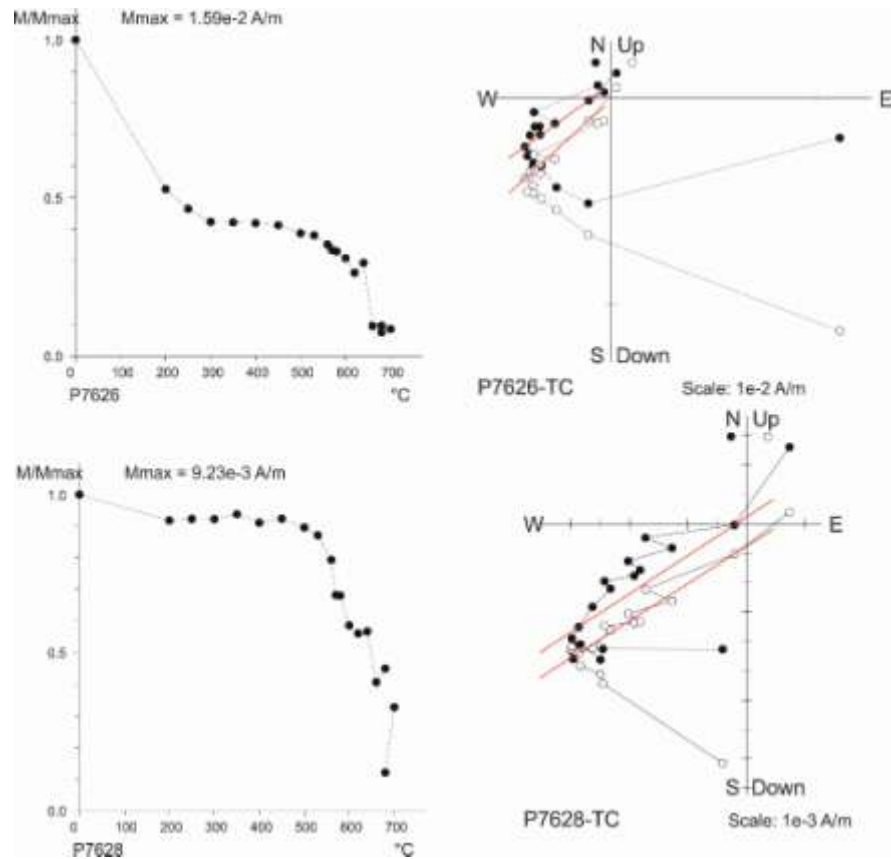 M/Mmax Mmax = 1.59e-2 A/m
1.0
0.5
0.0
0 100 200 300 400 500 600 700
P7626 °C
N Up
W E
S Down
P7626-TC Scale: 1e-2 A/m
M/Mmax Mmax = 9.23e-3 A/m
1.0
0.5
0.0
0 100 200 300 400 500 600 700
P7628 °C
N Up
W E
S Down
P7628-TC Scale: 1e-3 A/m